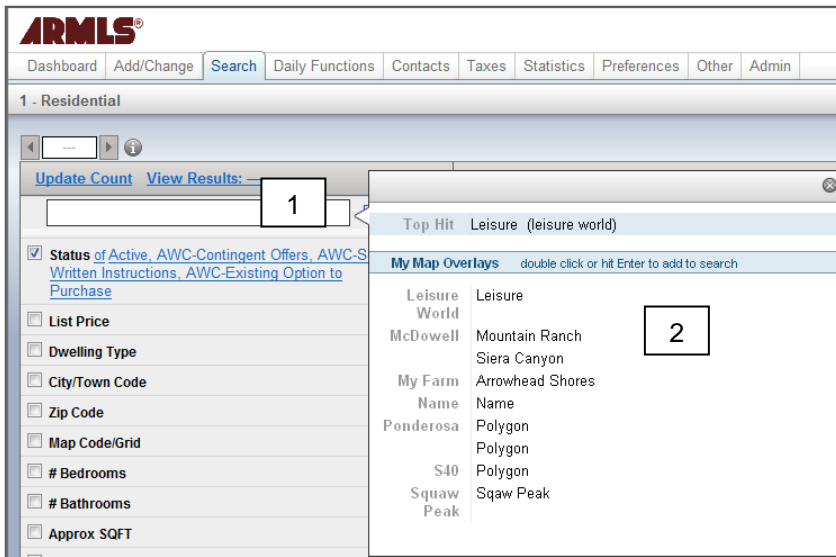 ARMLS®
Dashboard Add/Change Search Daily Functions Contacts Taxes Statistics Preferences Other Admin
1 - Residential
---
Update Count View Results: —
1
Status of Active, AWC-Contingent Offers, AWC-S
Written Instructions, AWC-Existing Option to
Purchase
List Price
Dwelling Type
City/Town Code
Zip Code
Map Code/Grid
# Bedrooms
# Bathrooms
Approx SQFT
Top Hit Leisure (leisure world)
My Map Overlays double click or hit Enter to add to search
Leisure Leisure
World
McDowell Mountain Ranch
Siera Canyon
My Farm Arrowhead Shores
Name Name
Ponderosa Polygon
Polygon
S40 Polygon
Squaw Sqaw Peak
Peak
2